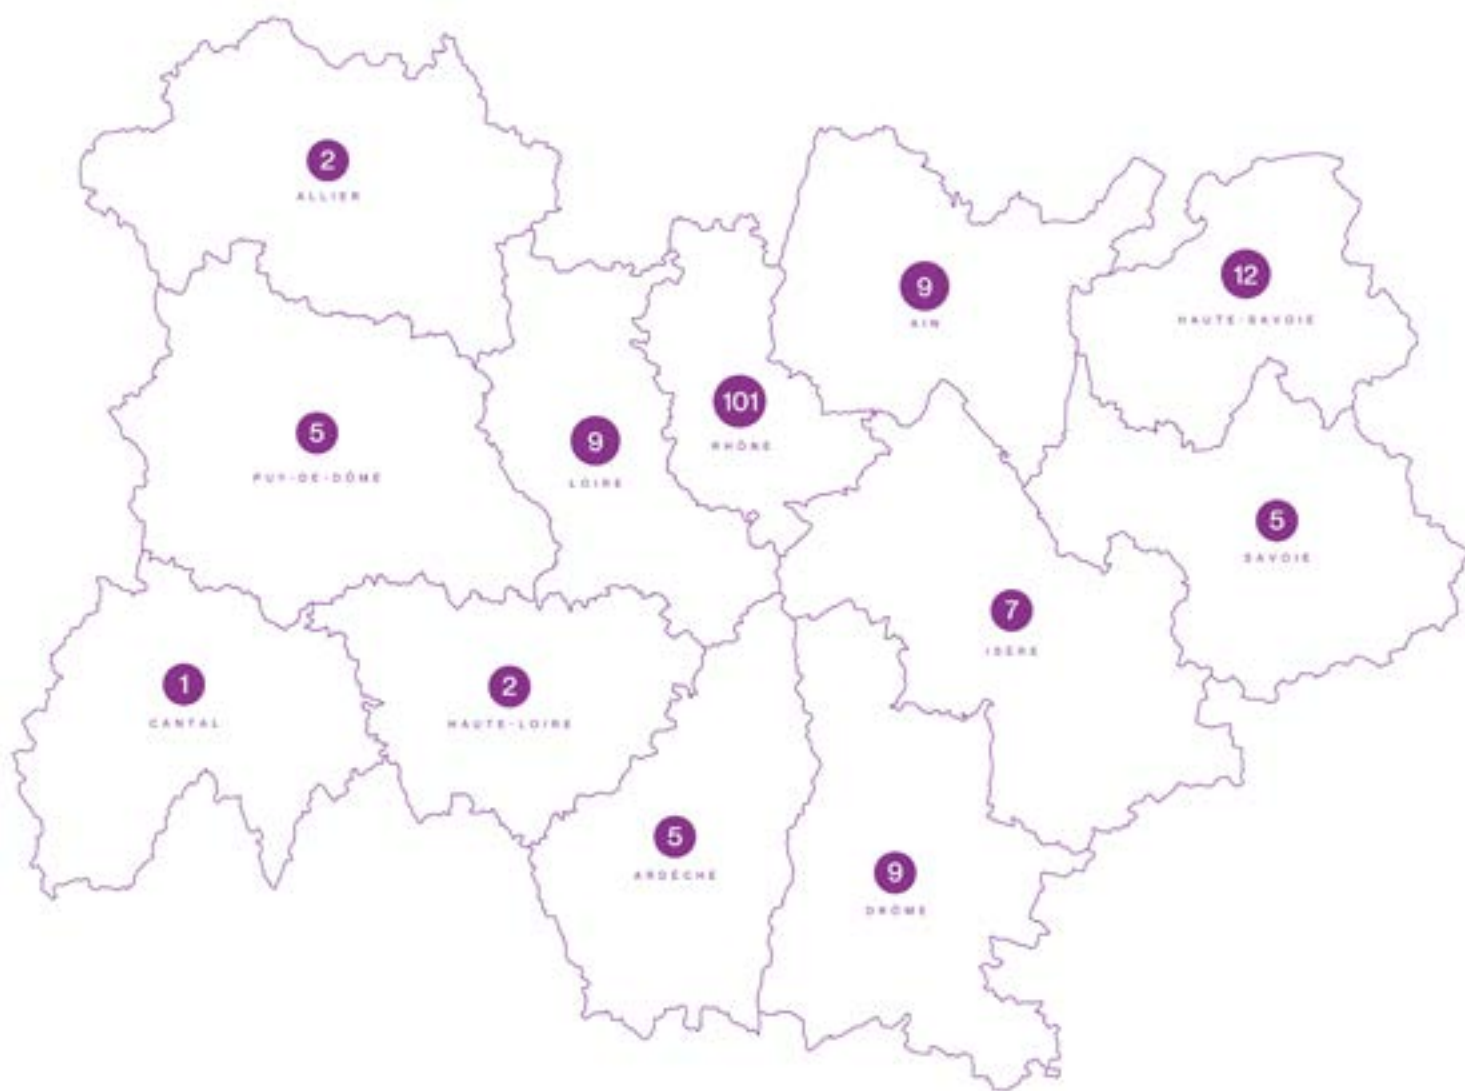 2
ALLIER
9
AIN
12
HAUTE-SAVOIE
101
RHÔNE
5
PUY-DE-DÔME
9
LOIRE
5
SAVOIE
7
ISÈRE
1
CANTAL
2
HAUTE-LOIRE
5
ARDÈCHE
9
DRÔME